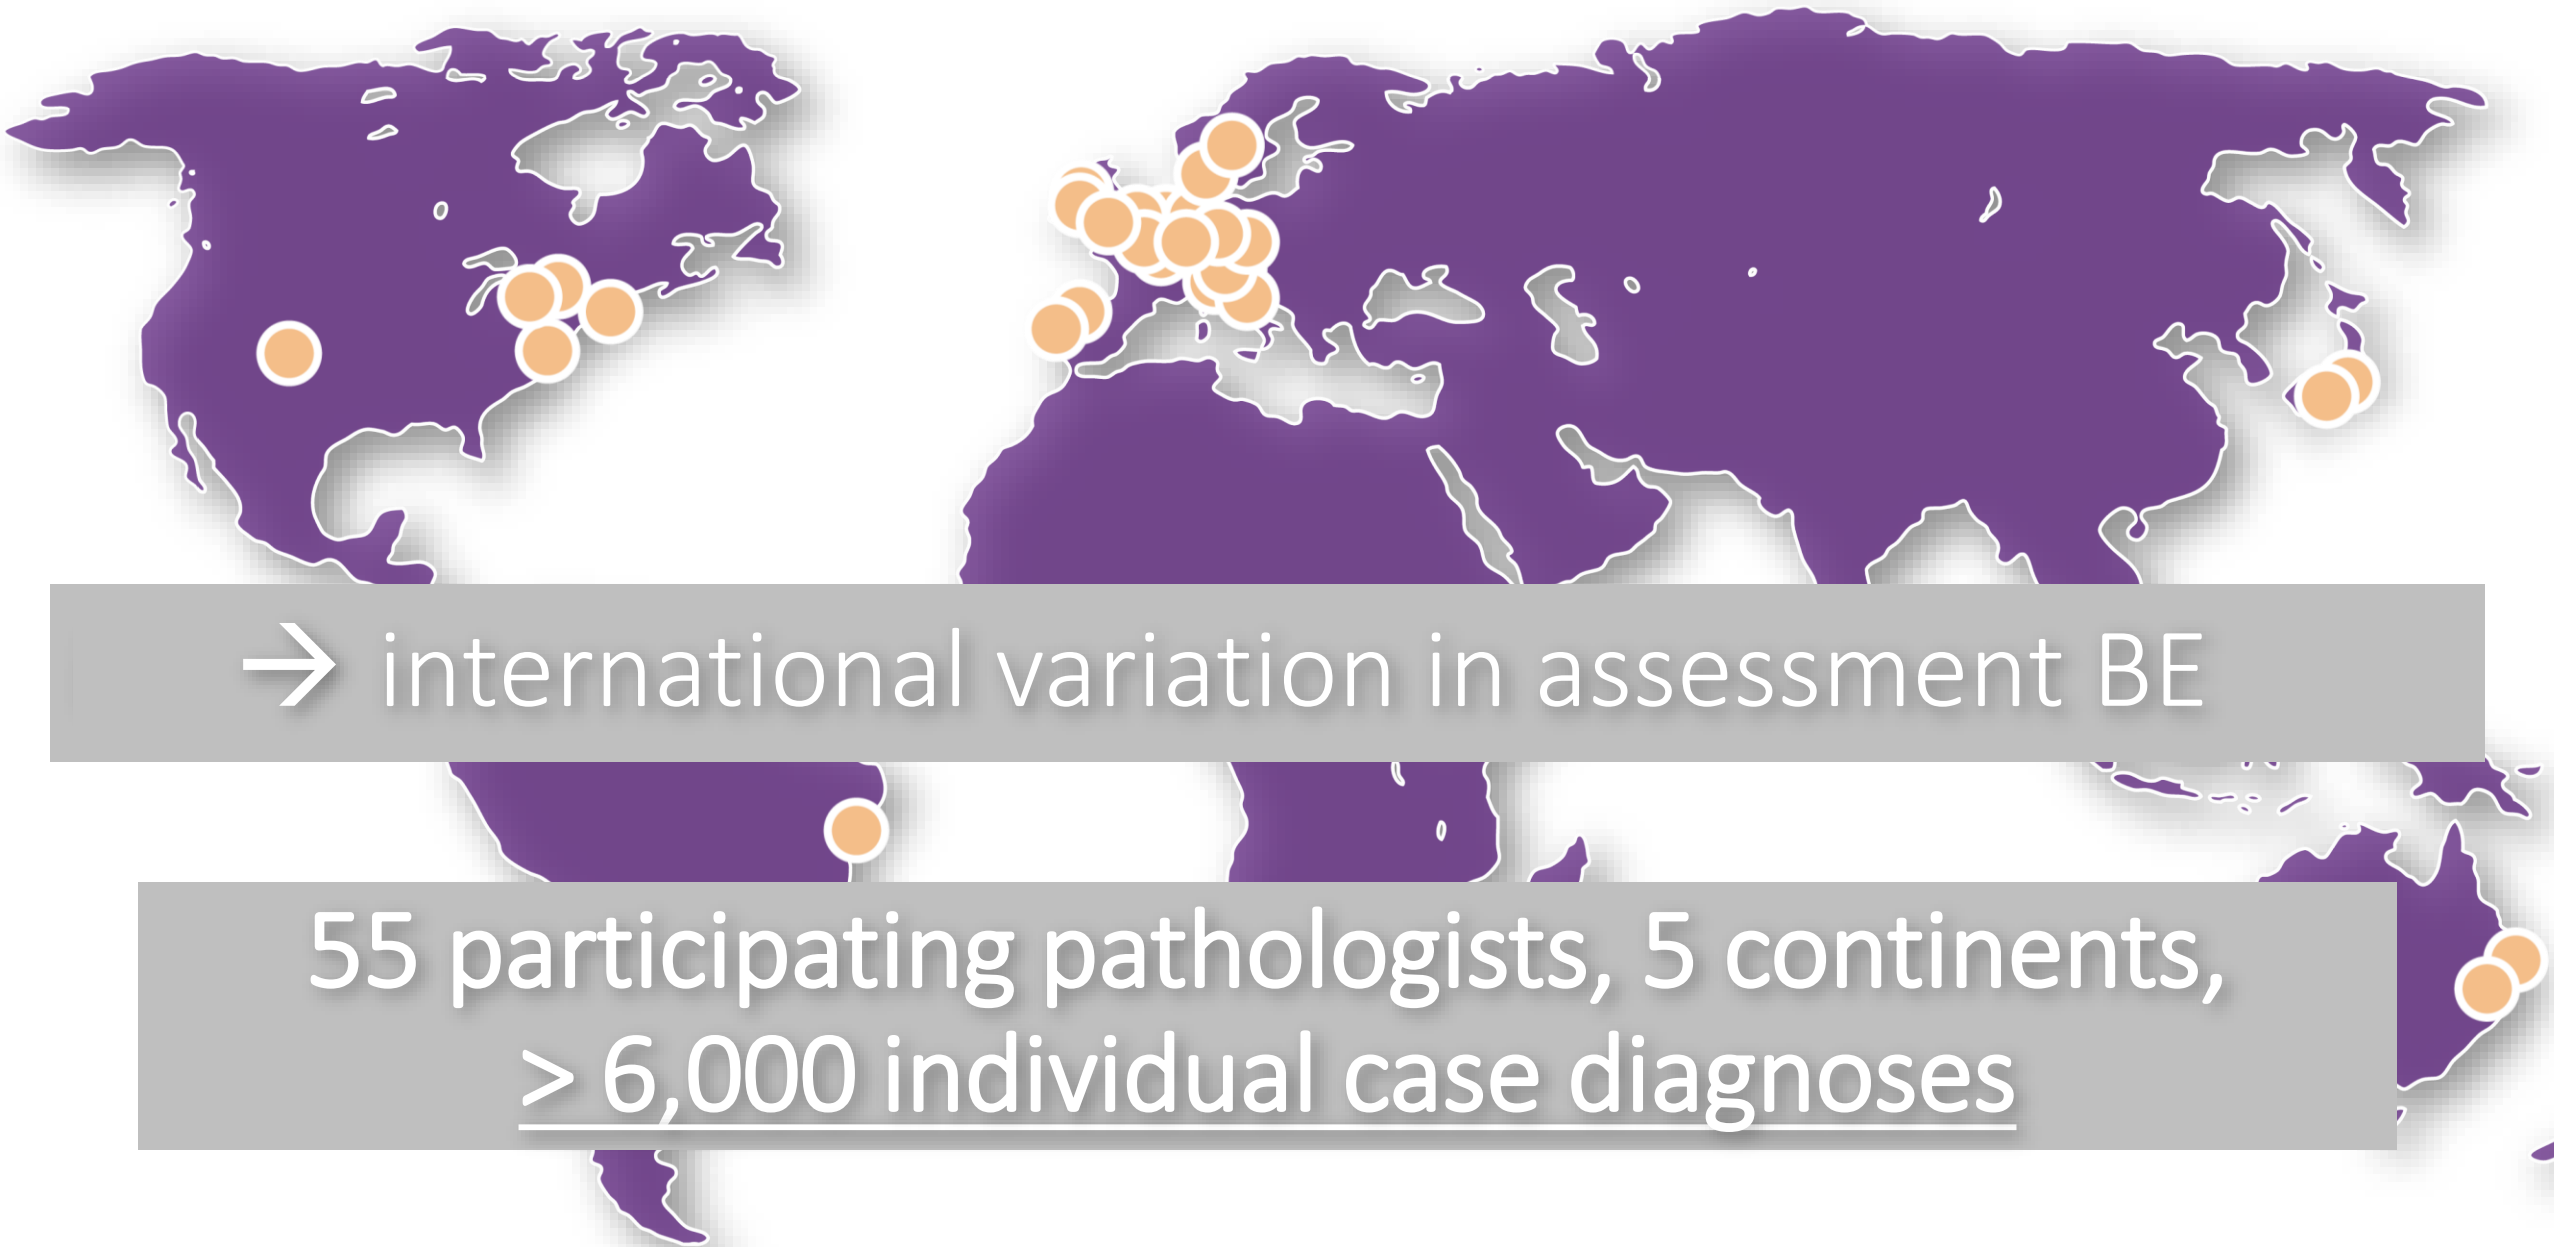 → international variation in assessment BE
55 participating pathologists, 5 continents,
> 6,000 individual case diagnoses